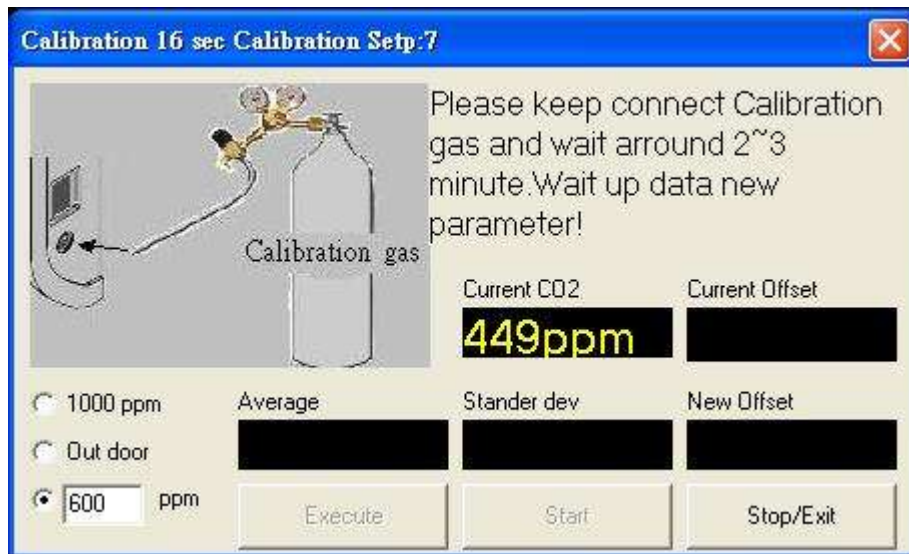 Calibration 16 sec Calibration Setp:7
Please keep connect Calibration
gas and wait arround 2~3
minute.Wait up data new
parameter!
Calibration gas
Current CO2
Current Offset
449ppm
1000 ppm
Average
Stander dev
New Offset
Out door
600 ppm
Execute
Start
Stop/Exit